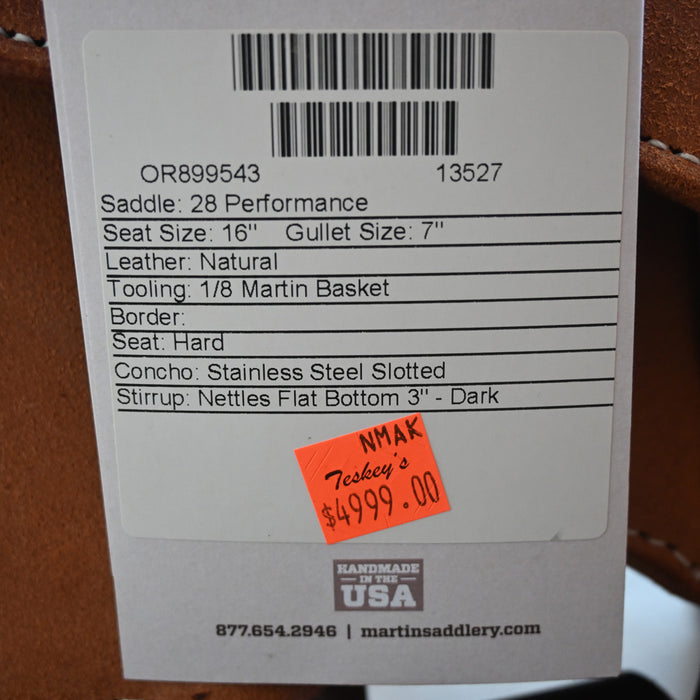 OR899543 13527
Saddle: 28 Performance
Seat Size: 16" Gullet Size: 7"
Leather: Natural
Tooling: 1/8 Martin Basket
Border:
Seat: Hard
Concho: Stainless Steel Slotted
Stirrup: Nettles Flat Bottom 3" - Dark
NMAK
Teskey's
$4999.00
HANDMADE
IN THE
USA
877.654.2946 | martinsaddlery.com